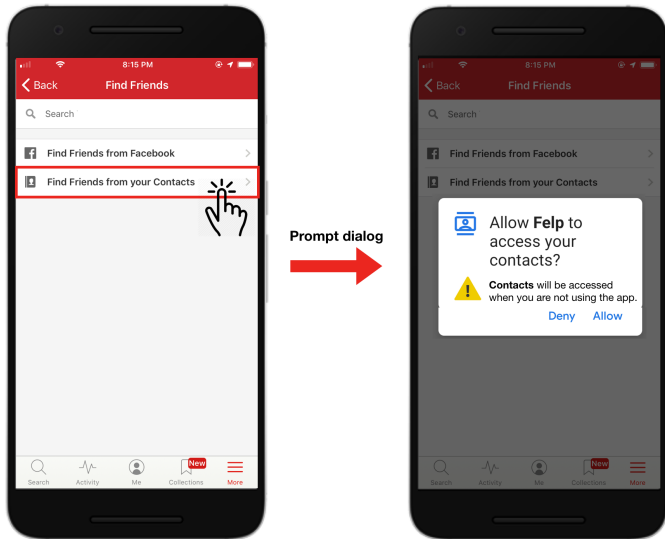 8:15 PM
Back
Find Friends
Search
Find Friends from Facebook
Find Friends from your Contacts
Search
Activity
Me
Collections
New
More
Prompt dialog
8:15 PM
Back
Find Friends
Search
Find Friends from Facebook
Find Friends from your Contacts
Allow Felp to
access your
contacts?
Contacts will be accessed
when you are not using the app.
Deny
Allow
Search
Activity
Me
Collections
New
More